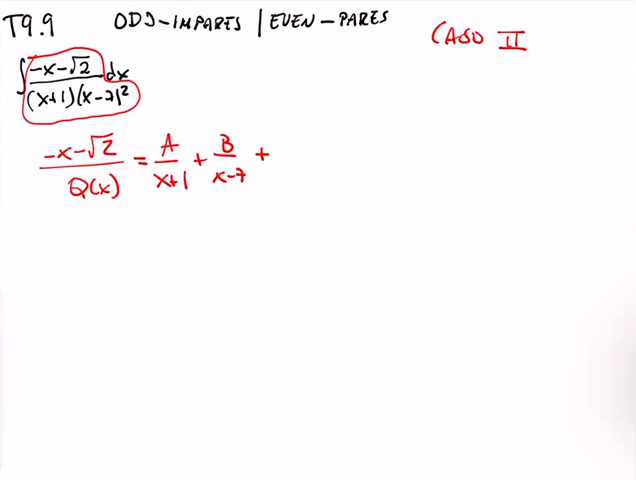 T9.9 ODD-IMPARES | EVEN-PARES
CASO II
∫ -x-√2 / (x+1)(x-7)² dx
-x-√2 / Q(x) = A / x+1 + B / x-7 +